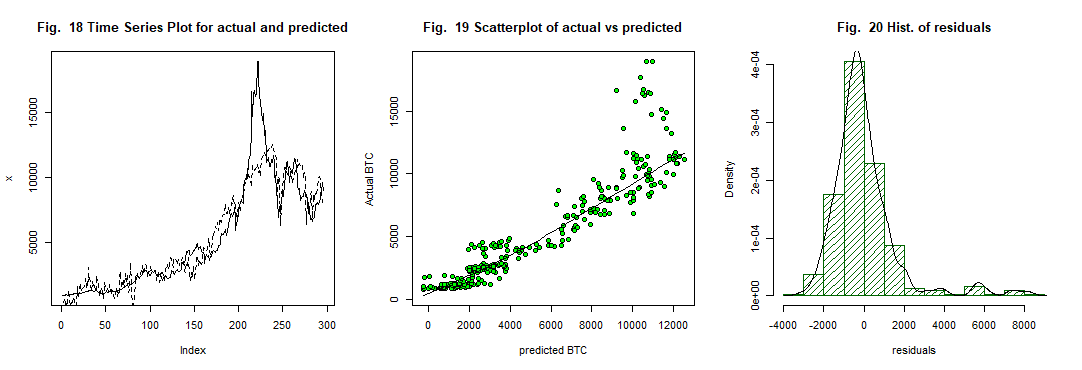 Fig. 18 Time Series Plot for actual and predicted
x
15000
10000
5000
0 50 100 150 200 250 300
Index
Fig. 19 Scatterplot of actual vs predicted
Actual BTC
15000
10000
5000
0
0 2000 4000 6000 8000 10000 12000
predicted BTC
Fig. 20 Hist. of residuals
Density
4e-04
3e-04
2e-04
1e-04
0e+00
-4000 -2000 0 2000 4000 6000 8000
residuals